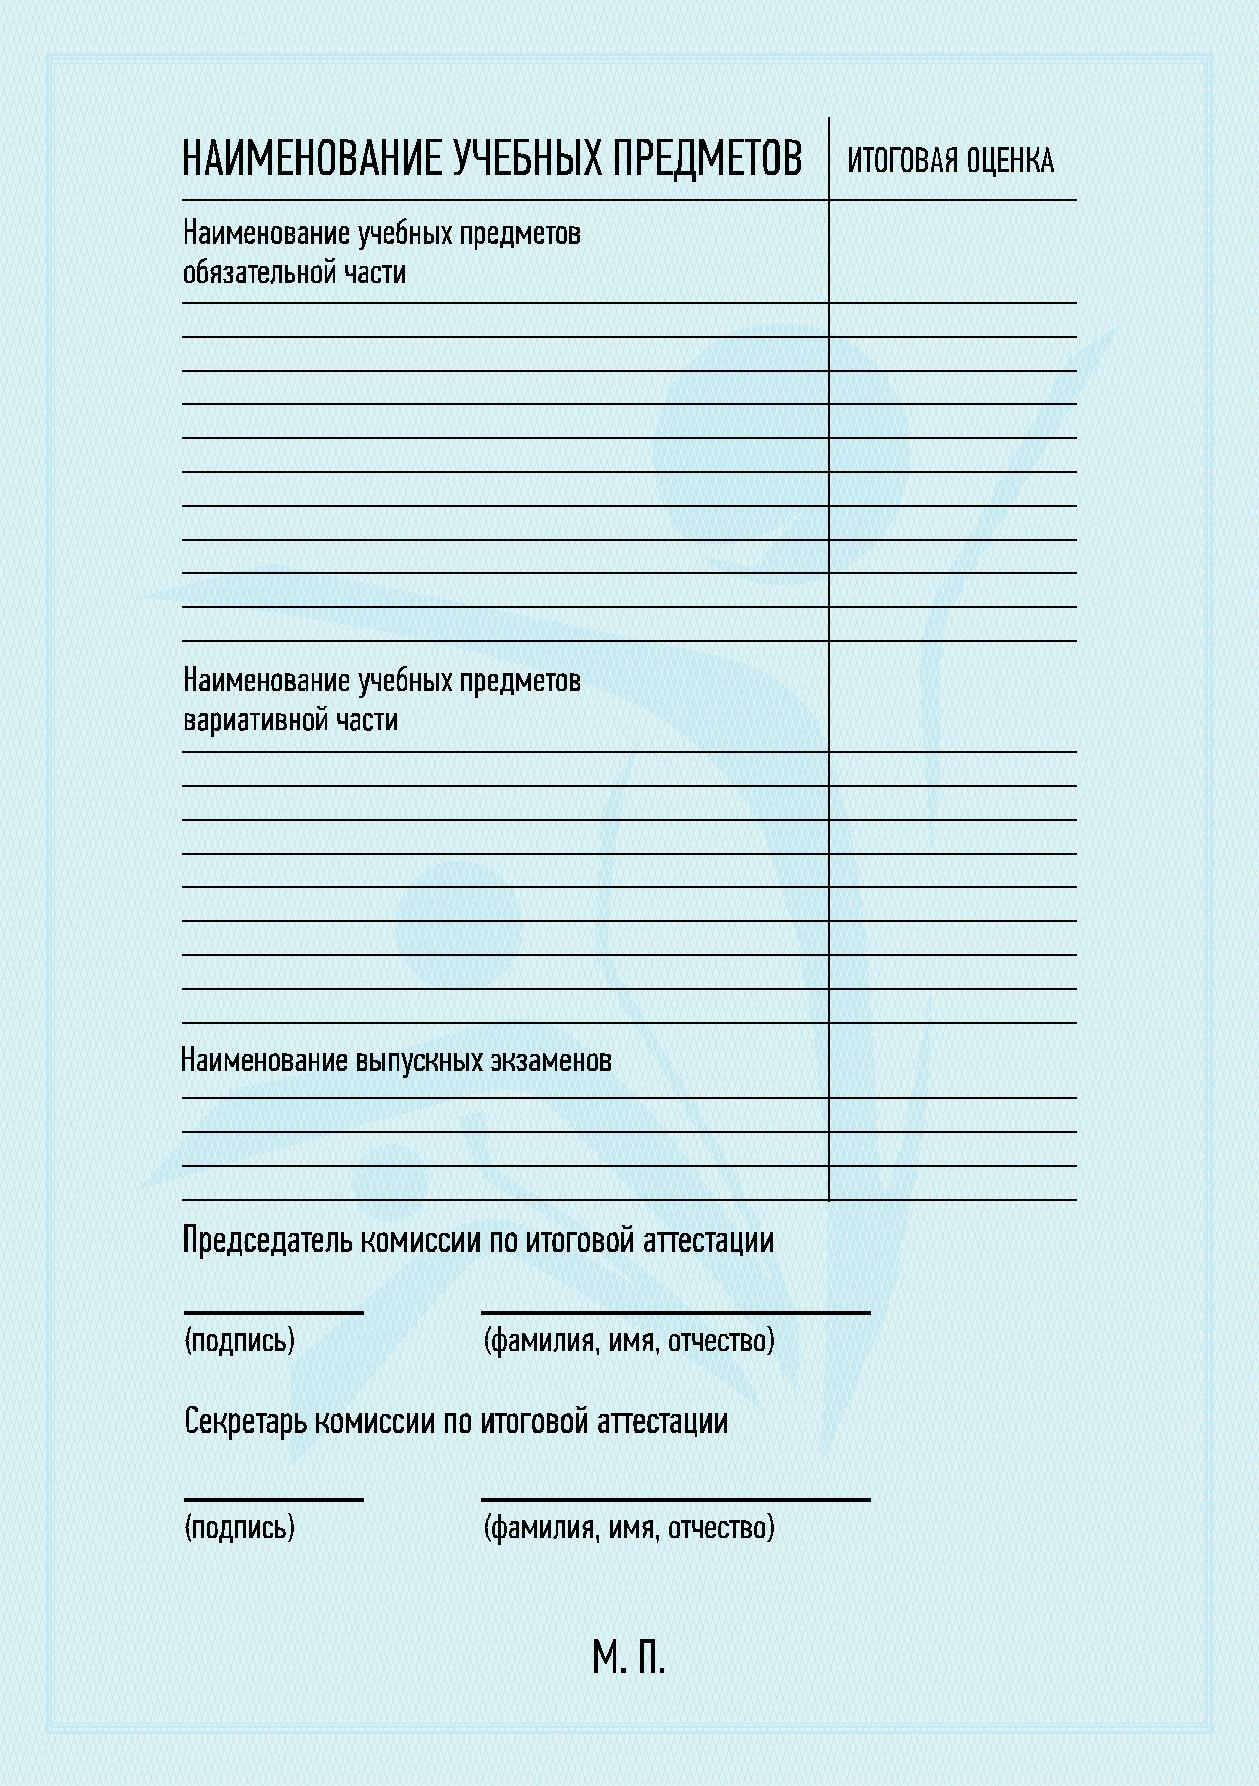 НАИМЕНОВАНИЕ УЧЕБНЫХ ПРЕДМЕТОВ ИТОГОВАЯ ОЦЕНКА
Наименование учебных предметов
обязательной части
Наименование учебных предметов
вариативной части
Наименование выпускных экзаменов
Председатель комиссии по итоговой аттестации
(подпись) (фамилия, имя, отчество)
Секретарь комиссии по итоговой аттестации
(подпись) (фамилия, имя, отчество)
М. П.